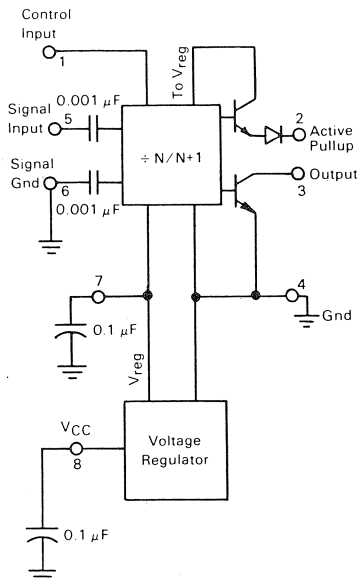 Control
Input
1
To Vreg
0.001 µF
Signal
Input
5
2
Active
Pullup
÷ N/N+1
Signal
Gnd
6
0.001 µF
Output
3
7
4
0.1 µF
Gnd
Vreg
VCC
8
Voltage
Regulator
0.1 µF